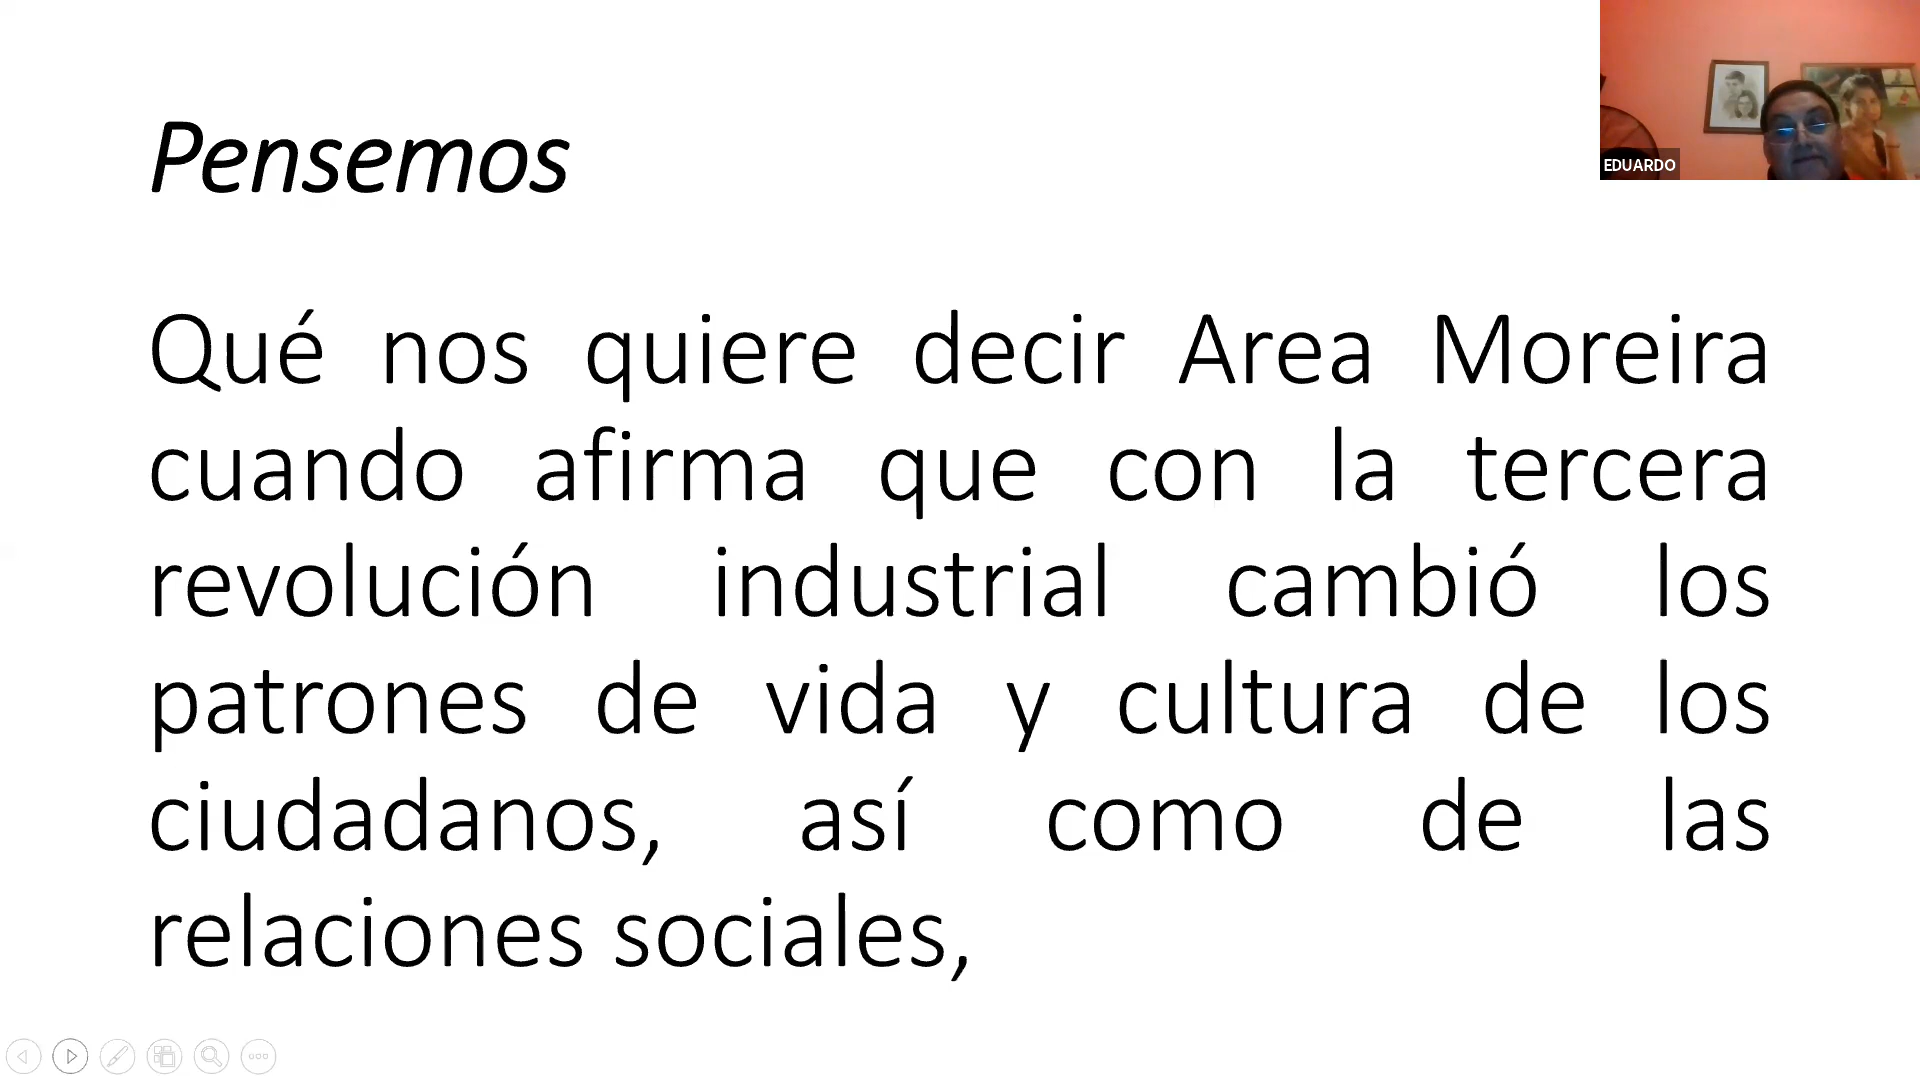 EDUARDO
Pensemos
Qué nos quiere decir Area Moreira
cuando afirma que con la tercera
revolución industrial cambió los
patrones de vida y cultura de los
ciudadanos, así como de las
relaciones sociales,